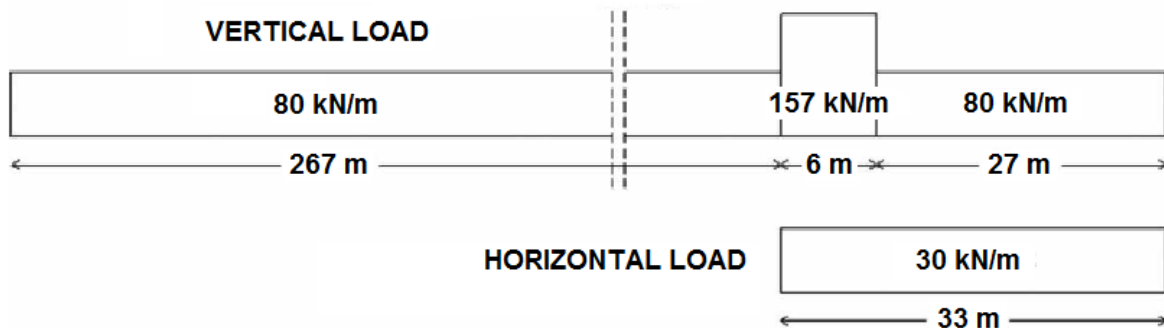 VERTICAL LOAD
80 kN/m
157 kN/m
80 kN/m
267 m
6 m
27 m
HORIZONTAL LOAD
30 kN/m
33 m